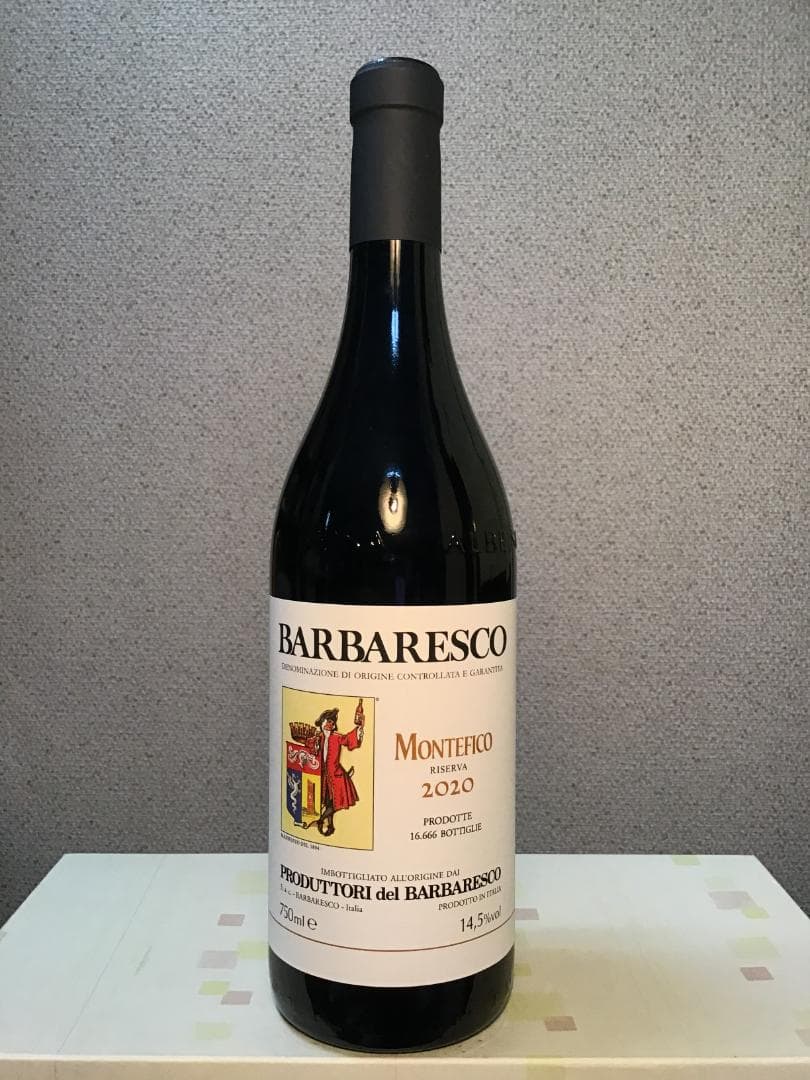 ALBE
BARBARESCO
DENOMINAZIONE DI ORIGINE CONTROLLATA E GARANTITA
MONTEFICO
RISERVA
2020
PRODOTTE
16.666 BOTTIGLIE
IMBOTTIGLIATO ALL'ORIGINE DAI
PRODUTTORI del BARBARESCO
S. a c. - BARBARESCO - Italia
PRODOTTO IN ITALIA
750ml e
14,5%vol